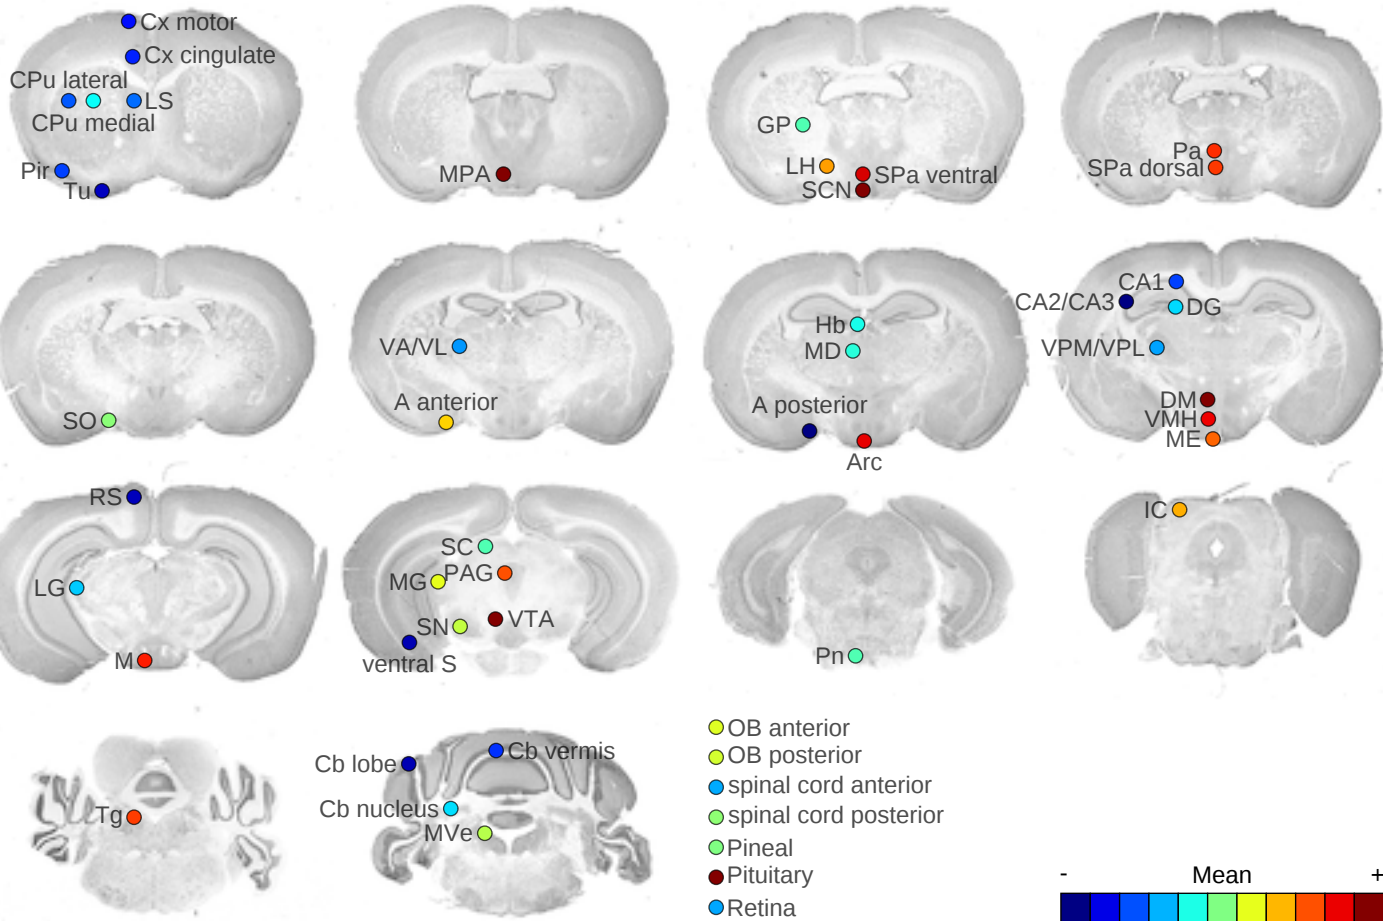 Cx motor
Cx cingulate
CPu lateral
LS
CPu medial
Pir
Tu
MPA
GP
LH
SPa ventral
SCN
Pa
SPa dorsal
SO
VA/VL
A anterior
Hb
MD
A posterior
Arc
CA1
CA2/CA3
DG
VPM/VPL
DM
VMH
ME
RS
LG
M
SC
MG
PAG
SN
VTA
ventral S
Pn
IC
Tg
Cb lobe
Cb vermis
Cb nucleus
MVe
OB anterior
OB posterior
spinal cord anterior
spinal cord posterior
Pineal
Pituitary
Retina
- Mean +